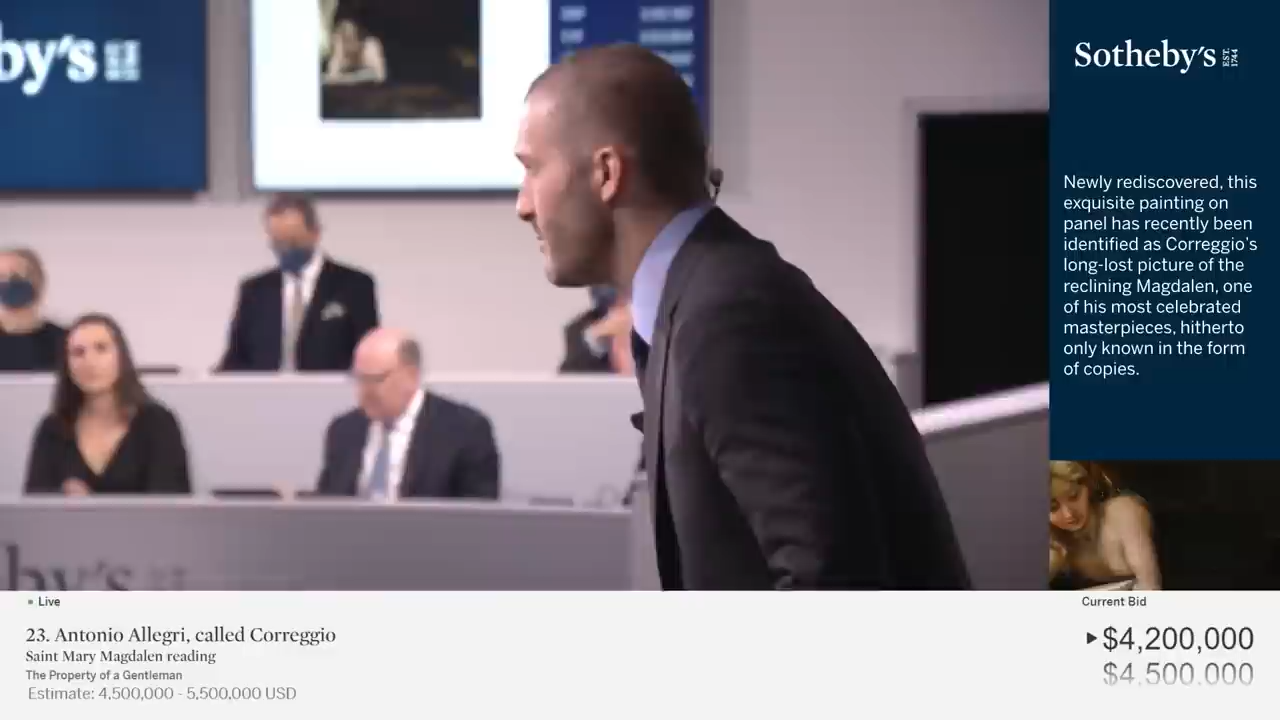 by's
Sotheby's EST. 1744
Newly rediscovered, this
exquisite painting on
panel has recently been
identified as Correggio's
long-lost picture of the
reclining Magdalen, one
of his most celebrated
masterpieces, hitherto
only known in the form
of copies.
by's
Live
23. Antonio Allegri, called Correggio
Saint Mary Magdalen reading
The Property of a Gentleman
Estimate: 4,500,000 - 5,500,000 USD
Current Bid
$4,200,000
$4,500,000